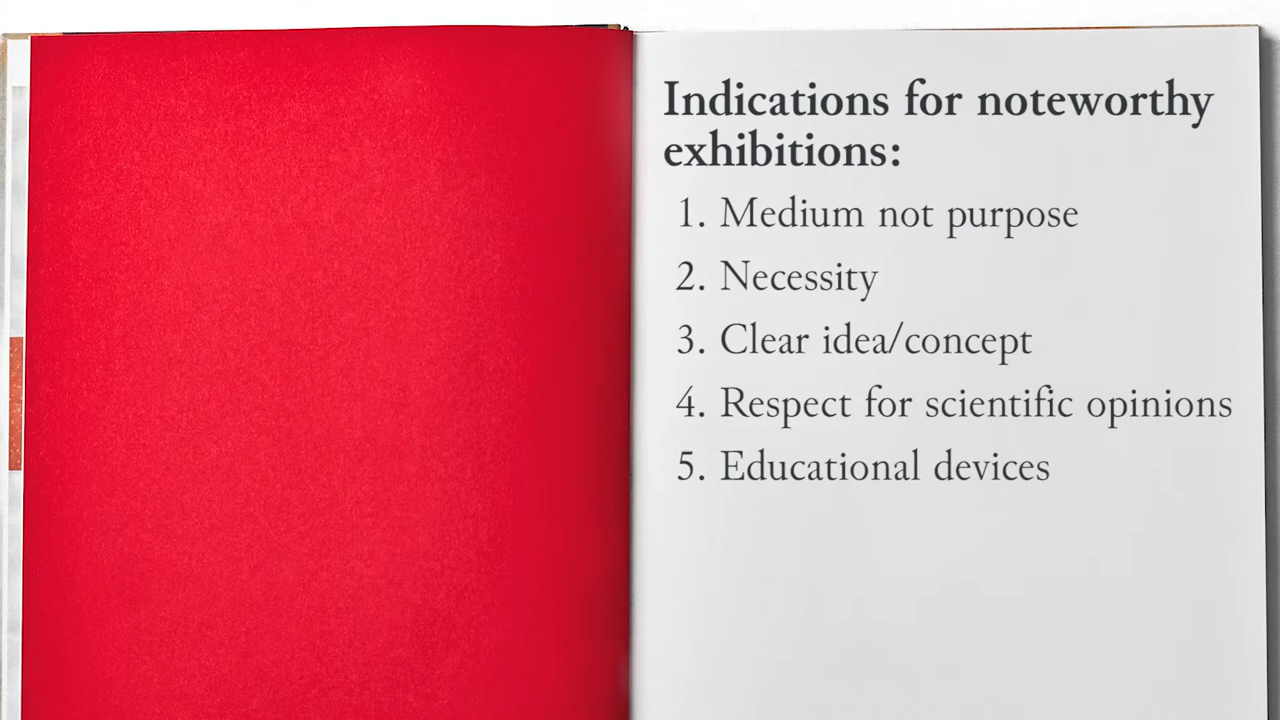 Indications for noteworthy
exhibitions:
1. Medium not purpose
2. Necessity
3. Clear idea/concept
4. Respect for scientific opinions
5. Educational devices